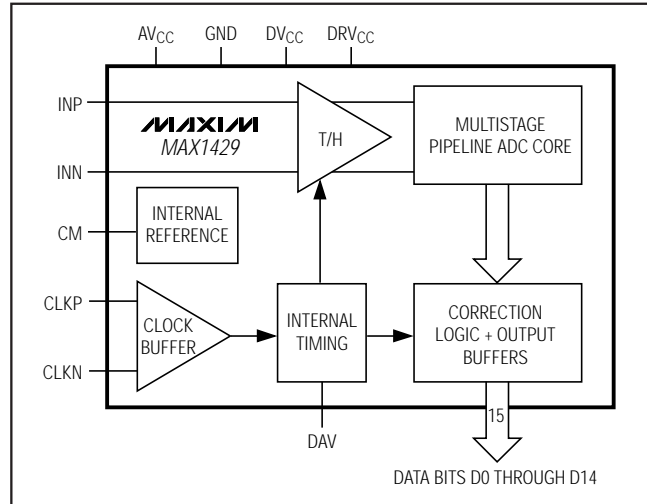 AVCC GND DVCC DRVCC
INP
INN
MAXIM
MAX1429
T/H
MULTISTAGE
PIPELINE ADC CORE
CM
INTERNAL
REFERENCE
CLKP
CLKN
CLOCK
BUFFER
INTERNAL
TIMING
CORRECTION
LOGIC + OUTPUT
BUFFERS
DAV
15
DATA BITS D0 THROUGH D14